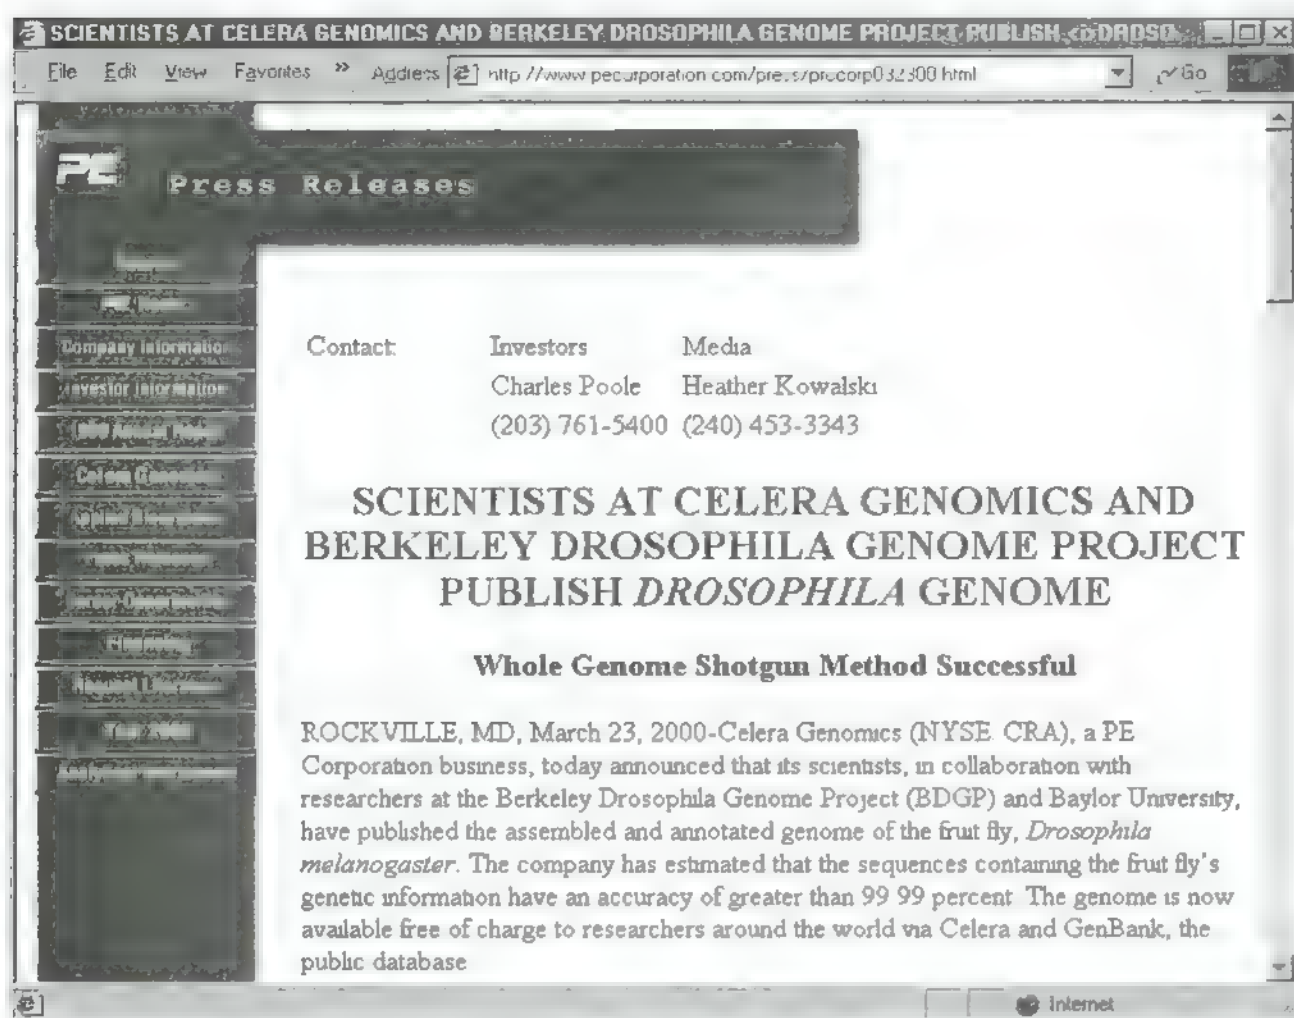 SCIENTISTS AT CELERA GENOMICS AND BERKELEY DROSOPHILA GENOME PROJECT PUBLISH <i>DROSO...
File Edit View Favorites » Address http //www pecorporation com/press/prccorp032300 html Go
PE
Press Releases
Company Information
Investor Information
Celera
Contact: Investors Media
Charles Poole Heather Kowalski
(203) 761-5400 (240) 453-3343
SCIENTISTS AT CELERA GENOMICS AND
BERKELEY DROSOPHILA GENOME PROJECT
PUBLISH DROSOPHILA GENOME
Whole Genome Shotgun Method Successful
ROCKVILLE, MD, March 23, 2000-Celera Genomics (NYSE CRA), a PE
Corporation business, today announced that its scientists, in collaboration with
researchers at the Berkeley Drosophila Genome Project (BDGP) and Baylor University,
have published the assembled and annotated genome of the fruit fly, Drosophila
melanogaster. The company has estimated that the sequences containing the fruit fly's
genetic information have an accuracy of greater than 99 99 percent The genome is now
available free of charge to researchers around the world via Celera and GenBank, the
public database
Internet